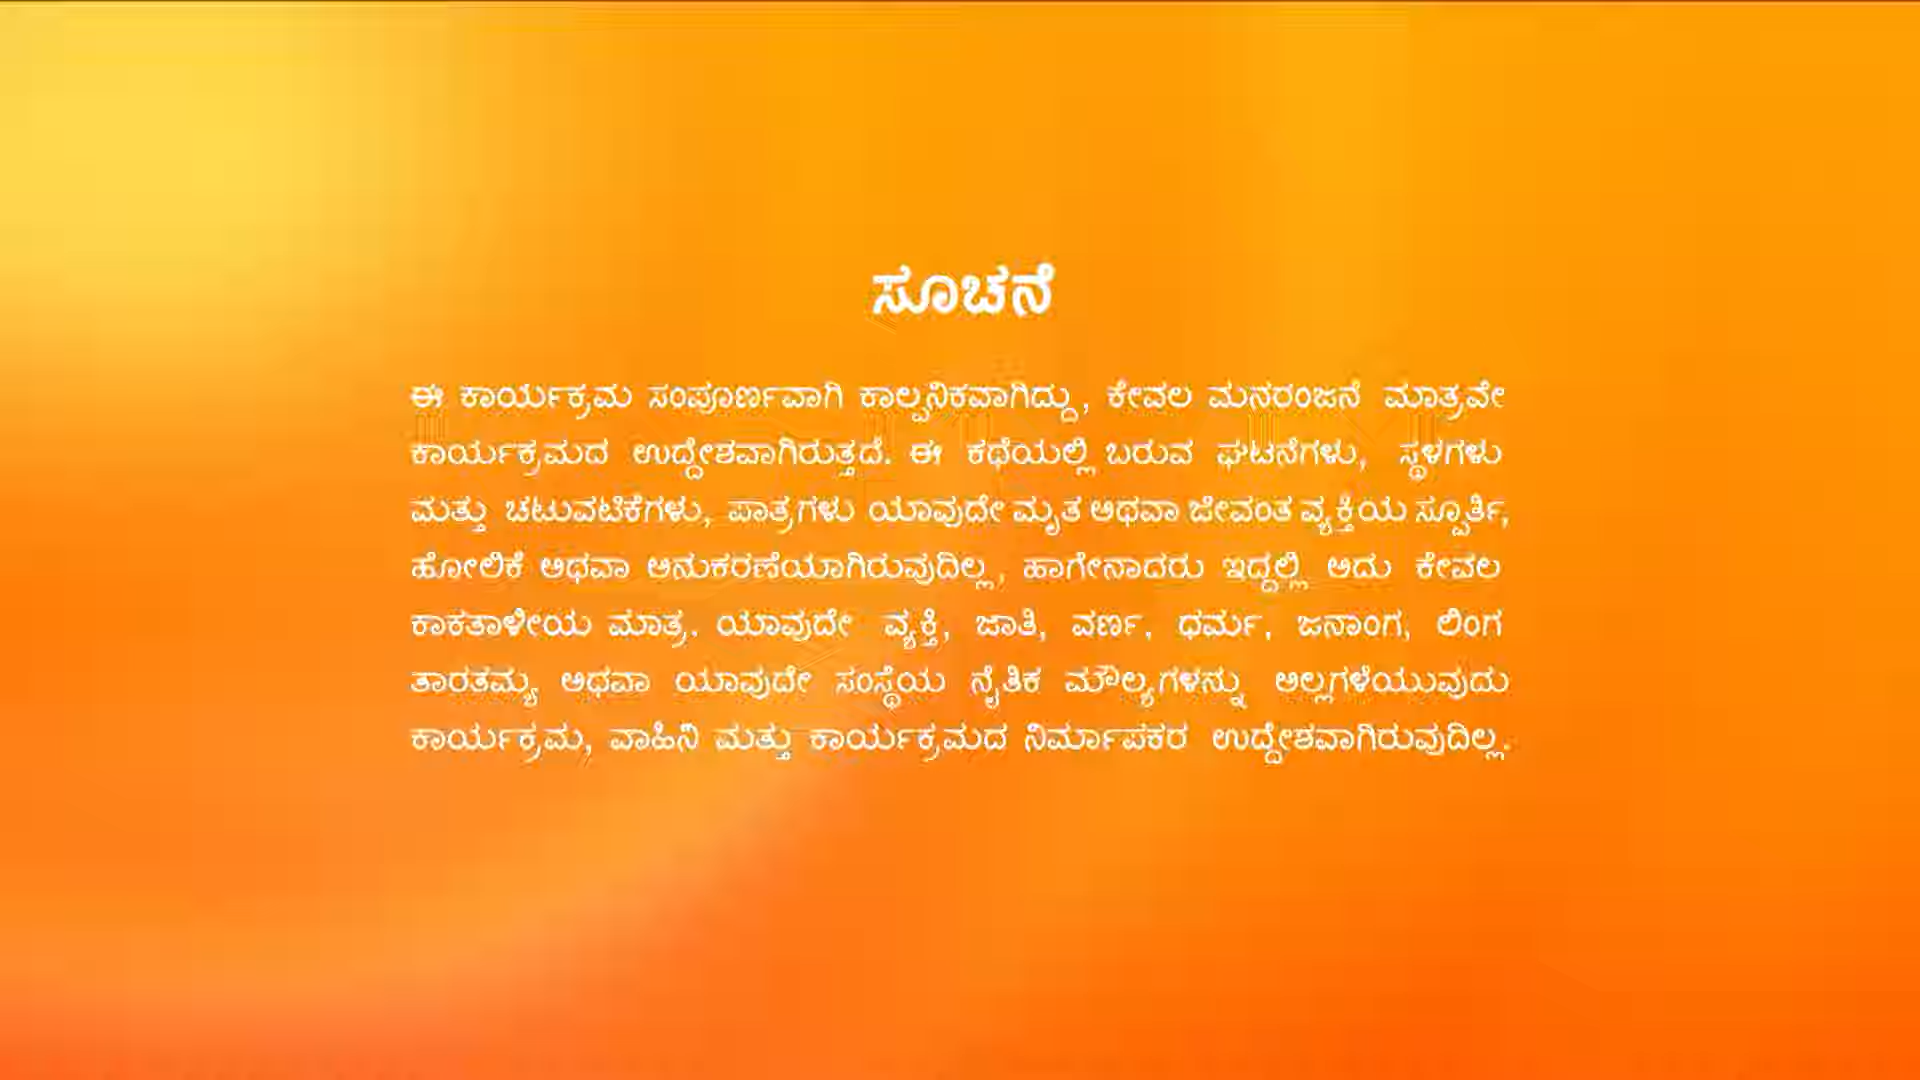 ಸೂಚನೆ
ಈ ಕಾರ್ಯಕ್ರಮ ಸಂಪೂರ್ಣವಾಗಿ ಕಾಲ್ಪನಿಕವಾಗಿದ್ದು, ಕೇವಲ ಮನರಂಜನೆ ಮಾತ್ರವೇ
ಕಾರ್ಯಕ್ರಮದ ಉದ್ದೇಶವಾಗಿರುತ್ತದೆ. ಈ ಕಥೆಯಲ್ಲಿ ಬರುವ ಘಟನೆಗಳು, ಸ್ಥಳಗಳು
ಮತ್ತು ಚಟುವಟಿಕೆಗಳು, ಪಾತ್ರಗಳು ಯಾವುದೇ ಮೃತ ಅಥವಾ ಜೀವಂತ ವ್ಯಕ್ತಿಯ ಸ್ಪೂರ್ತಿ,
ಹೋಲಿಕೆ ಅಥವಾ ಅನುಕರಣೆಯಾಗಿರುವುದಿಲ್ಲ, ಹಾಗೇನಾದರು ಇದ್ದಲ್ಲಿ ಅದು ಕೇವಲ
ಕಾಕತಾಳೀಯ ಮಾತ್ರ. ಯಾವುದೇ ವ್ಯಕ್ತಿ, ಜಾತಿ, ವರ್ಣ, ಧರ್ಮ, ಜನಾಂಗ, ಲಿಂಗ
ತಾರತಮ್ಯ ಅಥವಾ ಯಾವುದೇ ಸಂಸ್ಥೆಯ ನೈತಿಕ ಮೌಲ್ಯಗಳನ್ನು ಅಲ್ಲಗಳೆಯುವುದು
ಕಾರ್ಯಕ್ರಮ, ವಾಹಿನಿ ಮತ್ತು ಕಾರ್ಯಕ್ರಮದ ನಿರ್ಮಾಪಕರ ಉದ್ದೇಶವಾಗಿರುವುದಿಲ್ಲ.